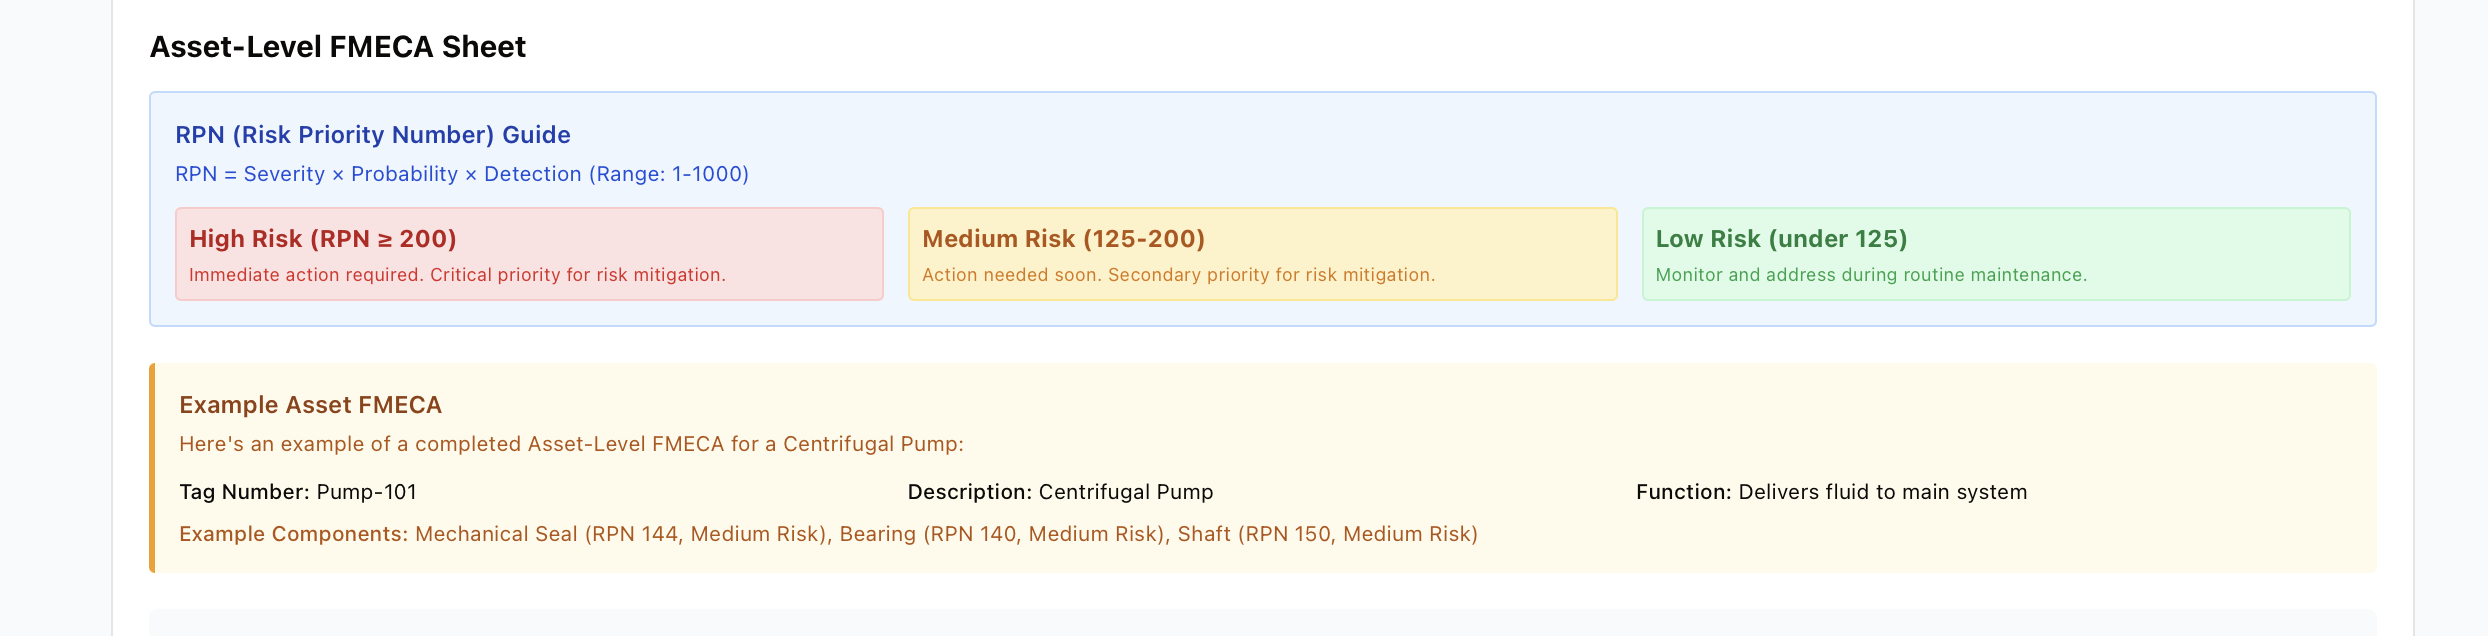 Asset-Level FMECA Sheet
RPN (Risk Priority Number) Guide
RPN = Severity × Probability × Detection (Range: 1-1000)
High Risk (RPN ≥ 200)
Immediate action required. Critical priority for risk mitigation.
Medium Risk (125-200)
Action needed soon. Secondary priority for risk mitigation.
Low Risk (under 125)
Monitor and address during routine maintenance.
Example Asset FMECA
Here's an example of a completed Asset-Level FMECA for a Centrifugal Pump:
Tag Number: Pump-101
Description: Centrifugal Pump
Function: Delivers fluid to main system
Example Components: Mechanical Seal (RPN 144, Medium Risk), Bearing (RPN 140, Medium Risk), Shaft (RPN 150, Medium Risk)